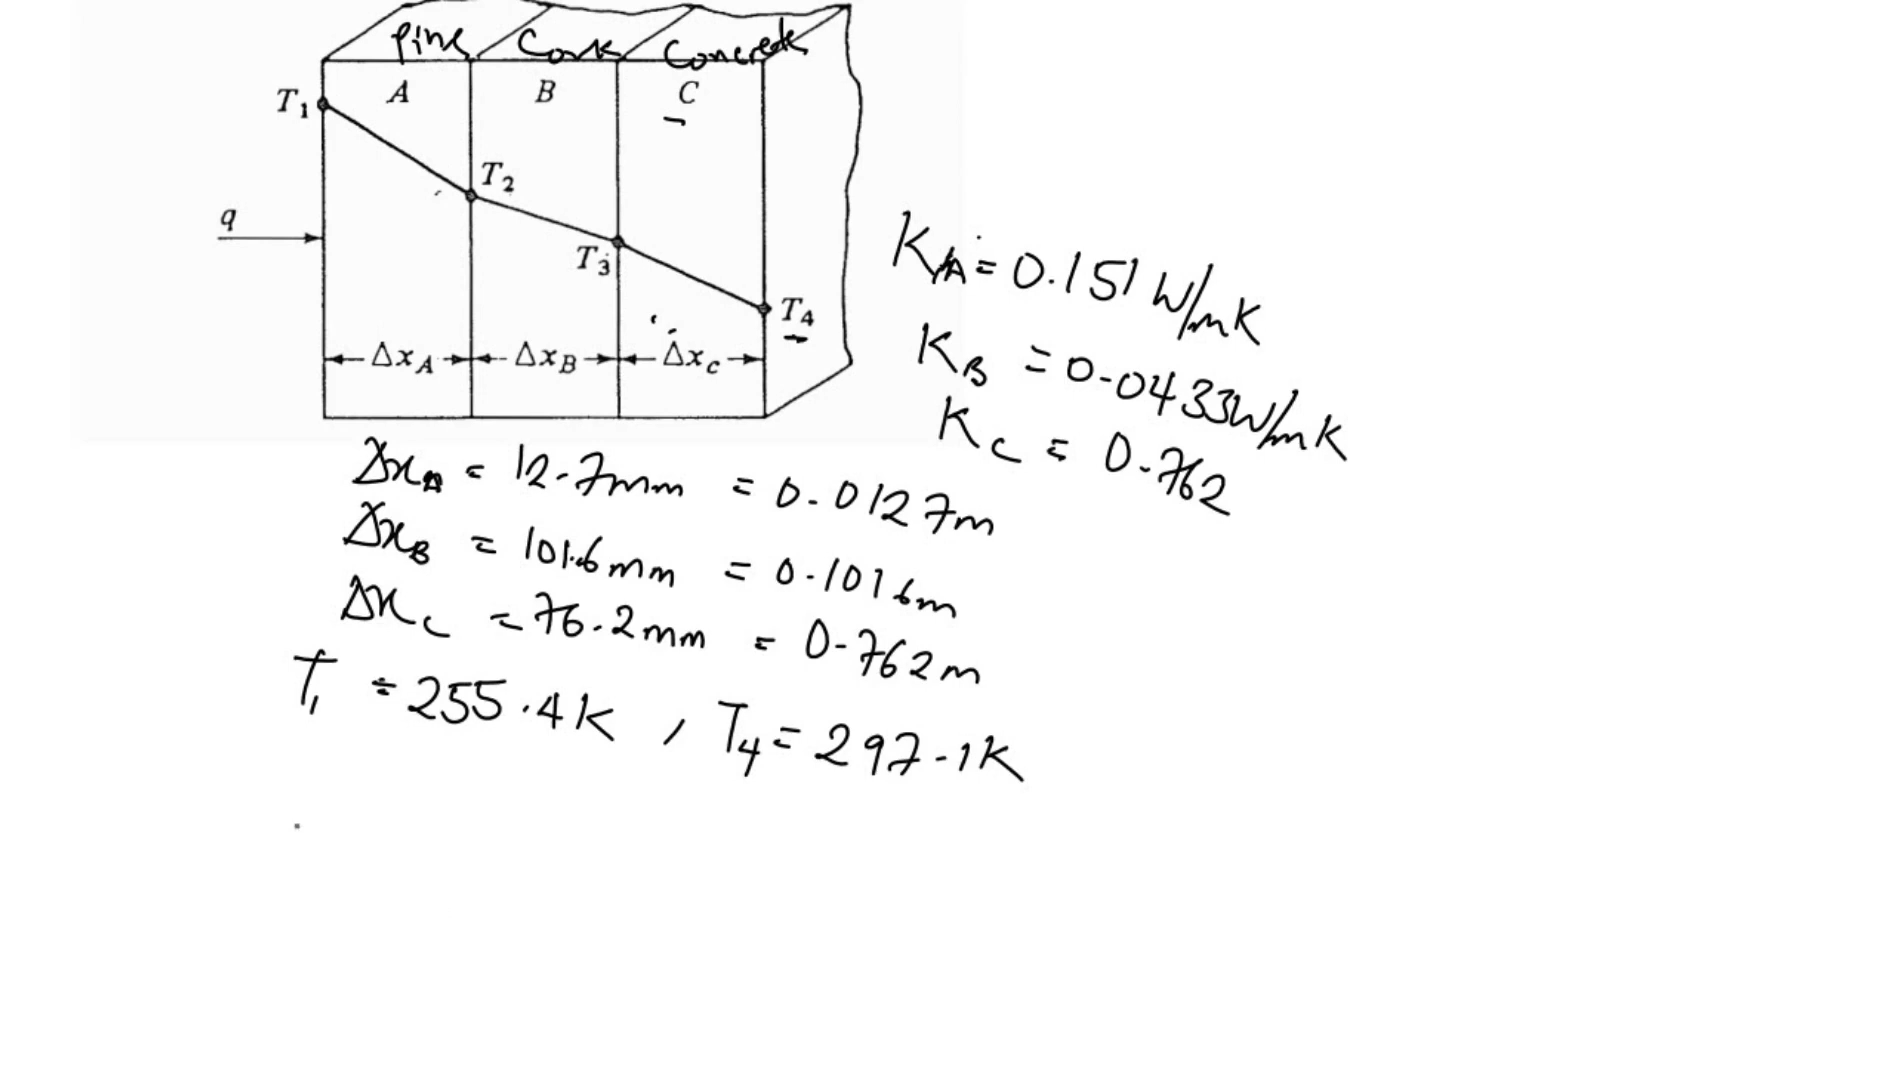 Pine Cork Concrete
A B C
T1
T2
q
T3
T4
ΔxA ΔxB Δxc
KA = 0.151 W/mK
KB = 0.0433W/mK
KC = 0.762
ΔxA = 12.7mm = 0.0127m
ΔxB = 101.6mm = 0.1016m
ΔxC = 76.2mm = 0.762m
T1 = 255.4K , T4 = 297.1K